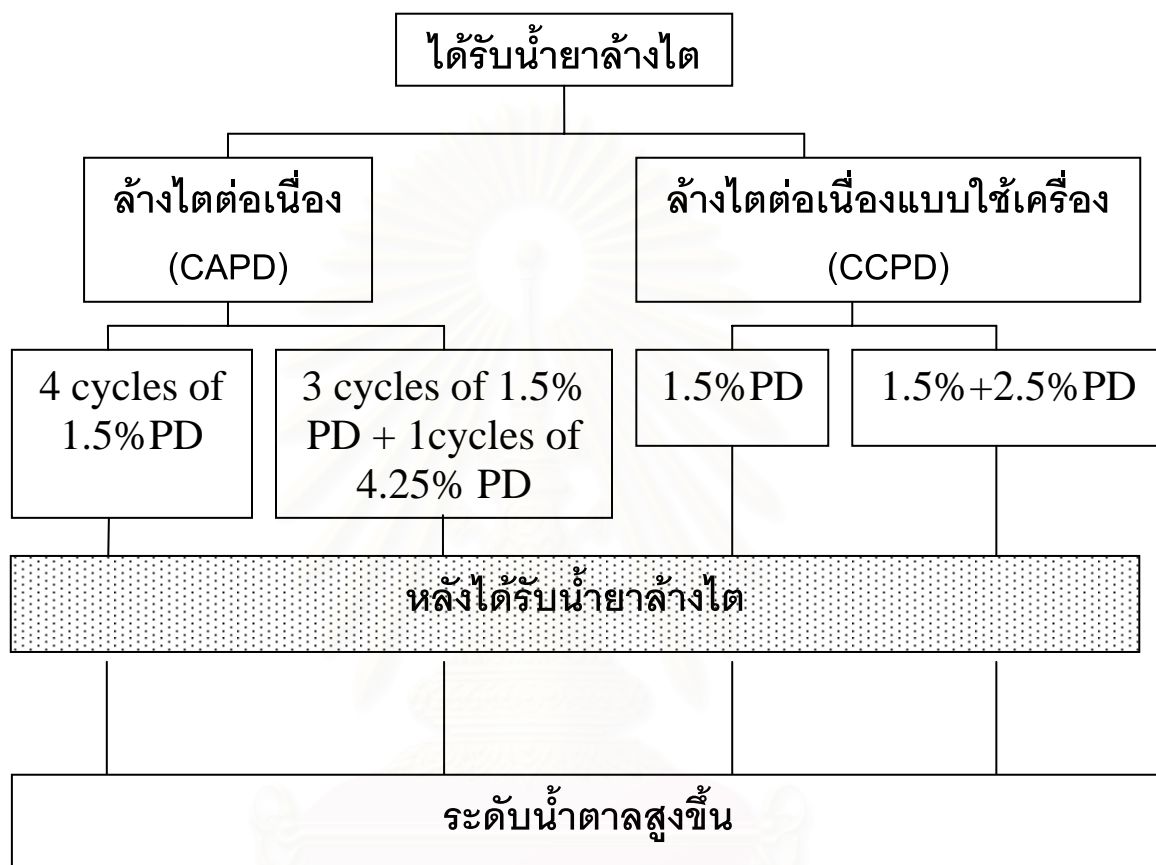 ได้รับน้ำยาล้างไต
ล้างไตต่อเนื่อง
(CAPD)
ล้างไตต่อเนื่องแบบใช้เครื่อง
(CCPD)
4 cycles of
1.5%PD
3 cycles of 1.5%
PD + 1cycles of
4.25% PD
1.5%PD
1.5%+2.5%PD
หลังได้รับน้ำยาล้างไต
ระดับน้ำตาลสูงขึ้น